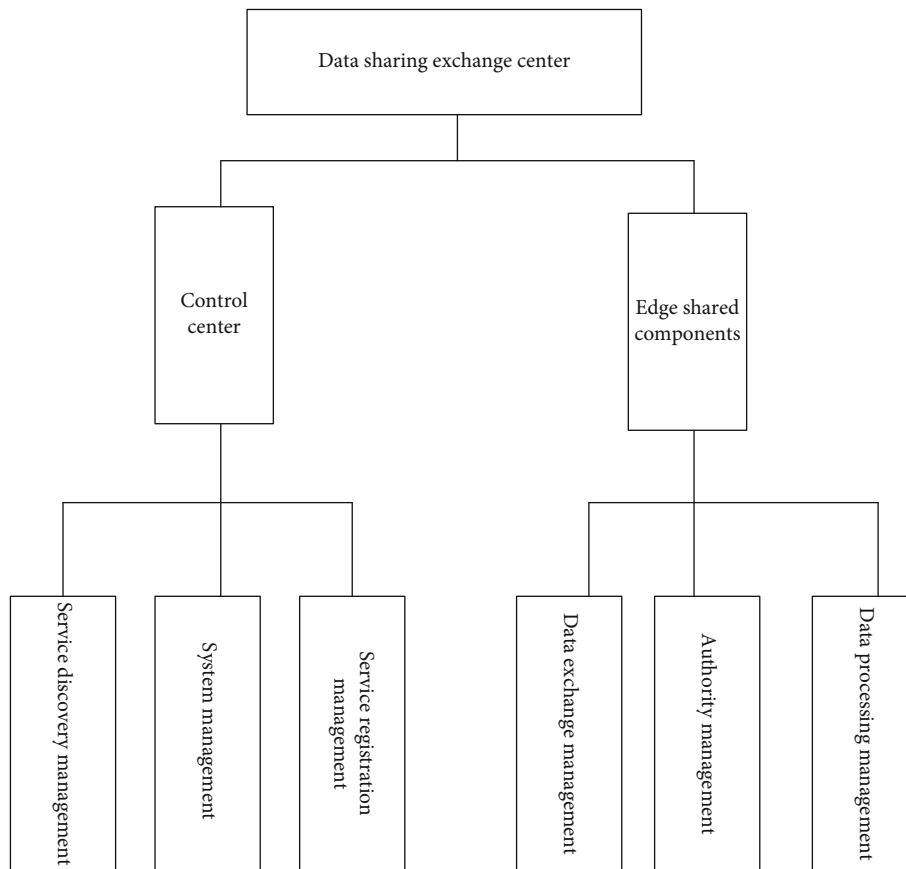 Data sharing exchange center
Control
center
Edge shared
components
Service discovery management
System management
Service registration
management
Data exchange management
Authority management
Data processing management